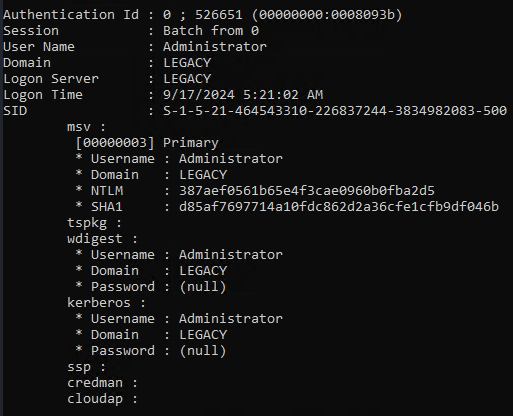 Authentication Id : 0 ; 526651 (00000000:0008093b)
Session           : Batch from 0
User Name         : Administrator
Domain            : LEGACY
Logon Server      : LEGACY
Logon Time        : 9/17/2024 5:21:02 AM
SID               : S-1-5-21-464543310-226837244-3834982083-500
        msv :
         [00000003] Primary
         * Username : Administrator
         * Domain   : LEGACY
         * NTLM     : 387aef0561b65e4f3cae0960b0fba2d5
         * SHA1     : d85af7697714a10fdc862d2a36cfe1cfb9df046b
        tspkg :
        wdigest :
         * Username : Administrator
         * Domain   : LEGACY
         * Password : (null)
        kerberos :
         * Username : Administrator
         * Domain   : LEGACY
         * Password : (null)
        ssp :
        credman :
        cloudap :